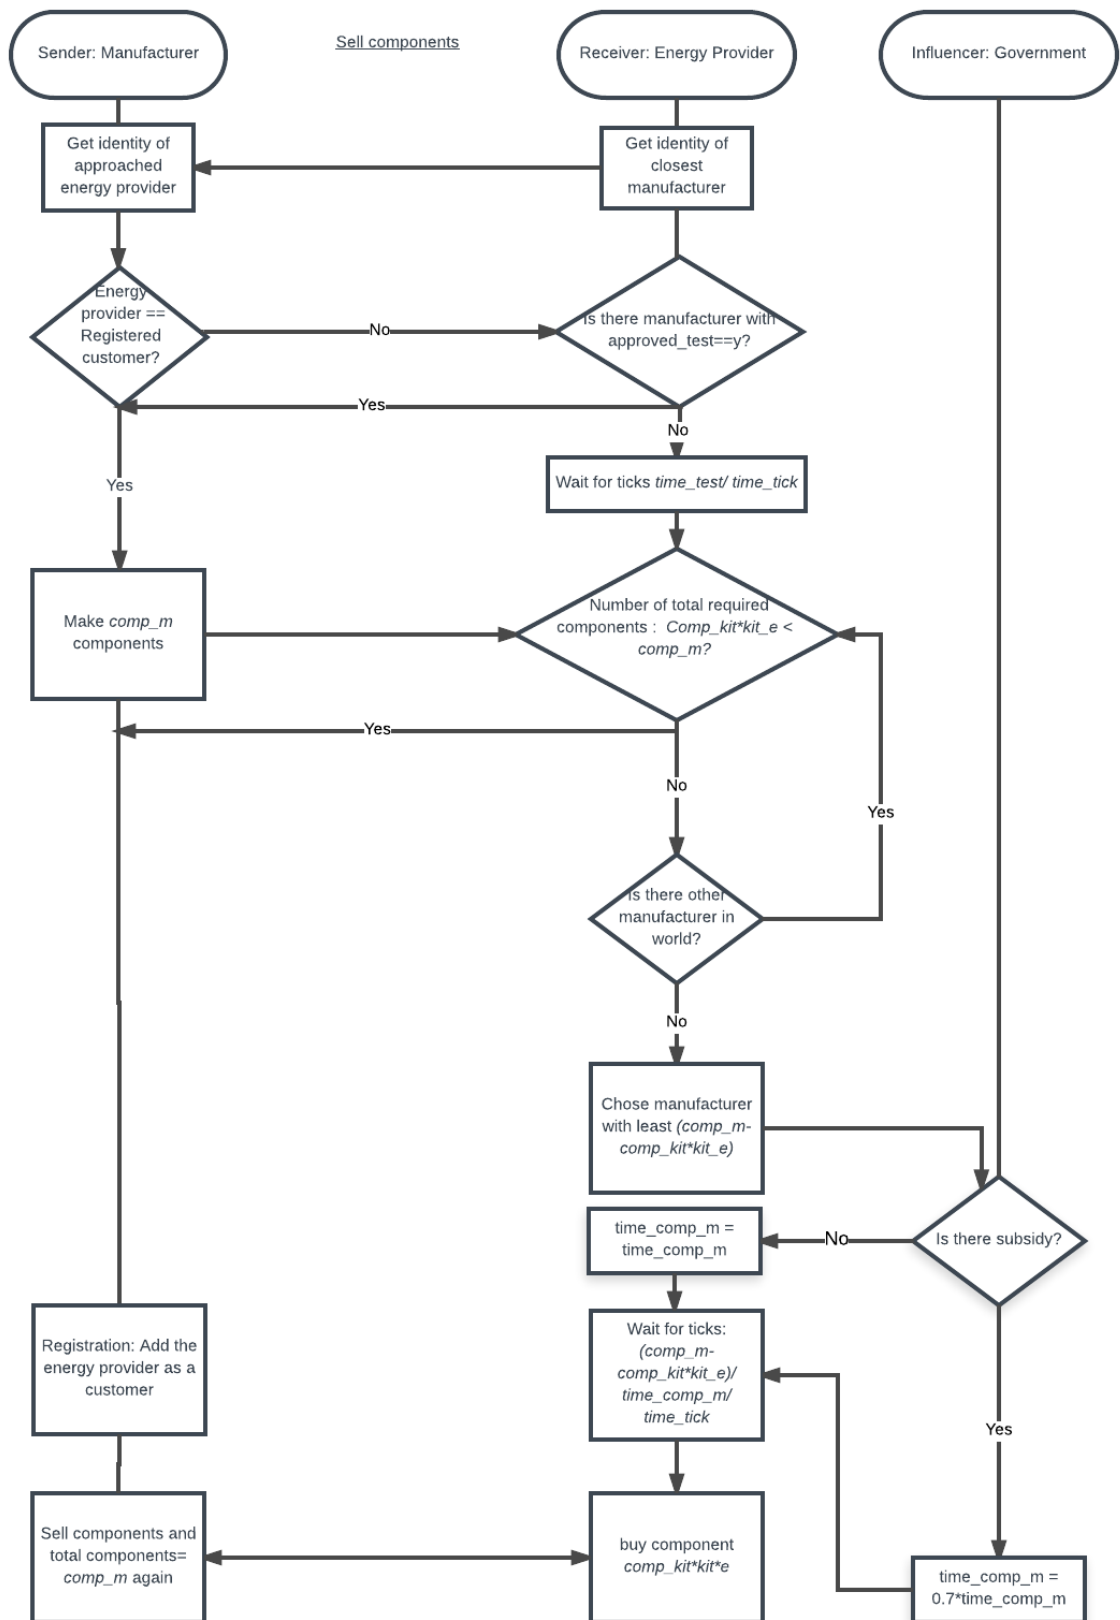 Sender: Manufacturer
Sell components
Receiver: Energy Provider
Influencer: Government
Get identity of
approached
energy provider
Get identity of
closest
manufacturer
Energy
provider ==
Registered
customer?
No
Is there manufacturer with
approved_test==y?
Yes
No
Yes
Wait for ticks time_test/ time_tick
Make comp_m
components
Number of total required
components : Comp_kit*kit_e <
comp_m?
Yes
No
Yes
Is there other
manufacturer in
world?
No
Chose manufacturer
with least (comp_m-
comp_kit*kit_e)
time_comp_m =
time_comp_m
No
Is there subsidy?
Registration: Add the
energy provider as a
customer
Wait for ticks:
(comp_m-
comp_kit*kit_e)/
time_comp_m/
time_tick
Yes
Sell components and
total components=
comp_m again
buy component
comp_kit*kit*e
time_comp_m =
0.7*time_comp_m